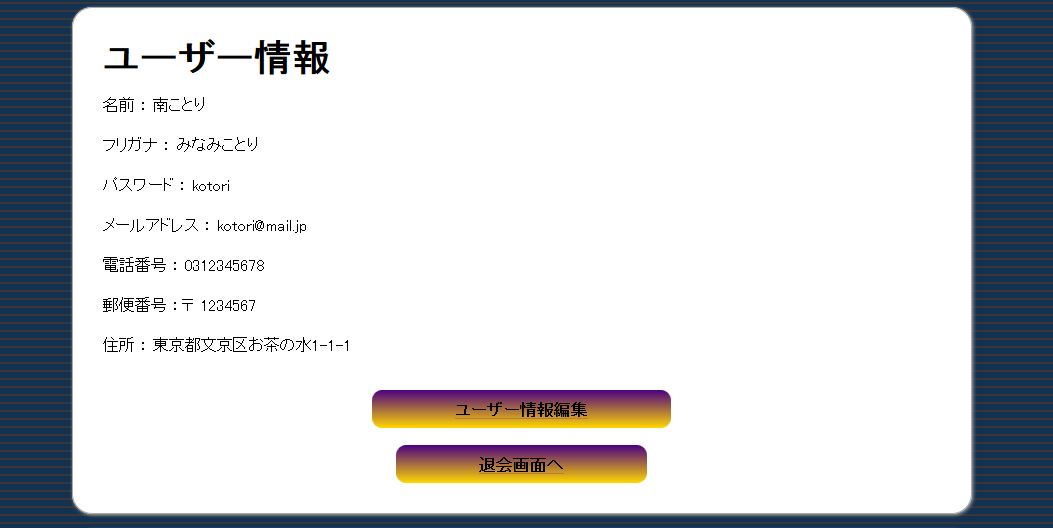 ユーザー情報
名前：南ことり
フリガナ：みなみことり
パスワード：kotori
メールアドレス：kotori@mail.jp
電話番号：0312345678
郵便番号：〒 1234567
住所：東京都文京区お茶の水1-1-1
ユーザー情報編集
退会画面へ